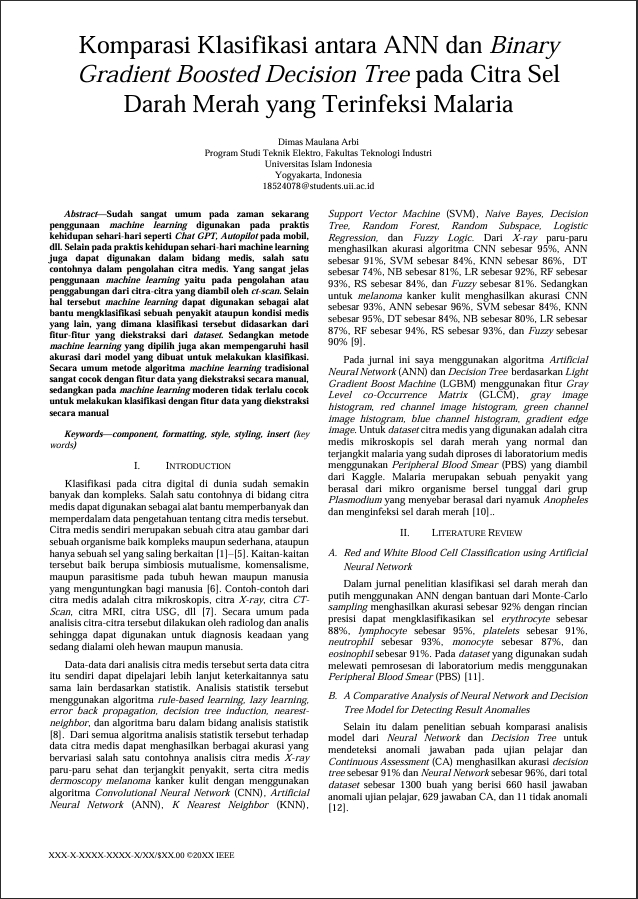 Komparasi Klasifikasi antara ANN dan Binary
Gradient Boosted Decision Tree pada Citra Sel
Darah Merah yang Terinfeksi Malaria
Dimas Maulana Arbi
Program Studi Teknik Elektro, Fakultas Teknologi Industri
Universitas Islam Indonesia
Yogyakarta, Indonesia
18524078@students.uii.ac.id
Abstract—Sudah sangat umum pada zaman sekarang
penggunaan machine learning digunakan pada praktis
kehidupan sehari-hari seperti Chat GPT, Autopilot pada mobil,
dll. Selain pada praktis kehidupan sehari-hari machine learning
juga dapat digunakan dalam bidang medis, salah satu
contohnya dalam pengolahan citra medis. Yang sangat jelas
penggunaan machine learning yaitu pada pengolahan atau
penggabungan dari citra-citra yang diambil oleh ct-scan. Selain
hal tersebut machine learning dapat digunakan sebagai alat
bantu mengklasifikasi sebuah penyakit ataupun kondisi medis
yang lain, yang dimana klasifikasi tersebut didasarkan dari
fitur-fitur yang diekstraksi dari dataset. Sedangkan metode
machine learning yang dipilih juga akan mempengaruhi hasil
akurasi dari model yang dibuat untuk melakukan klasifikasi.
Secara umum metode algoritma machine learning tradisional
sangat cocok dengan fitur data yang diekstraksi secara manual,
sedangkan pada machine learning moderen tidak terlalu cocok
untuk melakukan klasifikasi dengan fitur data yang diekstraksi
secara manual
Keywords—component, formatting, style, styling, insert (key
words)
I. INTRODUCTION
Klasifikasi pada citra digital di dunia sudah semakin
banyak dan kompleks. Salah satu contohnya di bidang citra
medis dapat digunakan sebagai alat bantu memperbanyak dan
memperdalam data pengetahuan tentang citra medis tersebut.
Citra medis sendiri merupakan sebuah citra atau gambar dari
sebuah organisme baik kompleks maupun sederhana, ataupun
hanya sebuah sel yang saling berkaitan [1]–[5]. Kaitan-kaitan
tersebut baik berupa simbiosis mutualisme, komensalisme,
maupun parasitisme pada tubuh hewan maupun manusia
yang menguntungkan bagi manusia [6]. Contoh-contoh dari
citra medis adalah citra mikroskopis, citra X-ray, citra CT-
Scan, citra MRI, citra USG, dll [7]. Secara umum pada
analisis citra-citra tersebut dilakukan oleh radiolog dan analis
sehingga dapat digunakan untuk diagnosis keadaan yang
sedang dialami oleh hewan maupun manusia.
Data-data dari analisis citra medis tersebut serta data citra
itu sendiri dapat dipelajari lebih lanjut keterkaitannya satu
sama lain berdasarkan statistik. Analisis statistik tersebut
menggunakan algoritma rule-based learning, lazy learning,
error back propagation, decision tree induction, nearest-
neighbor, dan algoritma baru dalam bidang analisis statistik
[8]. Dari semua algoritma analisis statistik tersebut terhadap
data citra medis dapat menghasilkan berbagai akurasi yang
bervariasi salah satu contohnya analisis citra medis X-ray
paru-paru sehat dan terjangkit penyakit, serta citra medis
dermoscopy melanoma kanker kulit dengan menggunakan
algoritma Convolutional Neural Network (CNN), Artificial
Neural Network (ANN), K Nearest Neighbor (KNN),
Support Vector Machine (SVM), Naive Bayes, Decision
Tree, Random Forest, Random Subspace, Logistic
Regression, dan Fuzzy Logic. Dari X-ray paru-paru
menghasilkan akurasi algoritma CNN sebesar 95%, ANN
sebesar 91%, SVM sebesar 84%, KNN sebesar 86%, DT
sebesar 74%, NB sebesar 81%, LR sebesar 92%, RF sebesar
93%, RS sebesar 84%, dan Fuzzy sebesar 81%. Sedangkan
untuk melanoma kanker kulit menghasilkan akurasi CNN
sebesar 93%, ANN sebesar 96%, SVM sebesar 84%, KNN
sebesar 95%, DT sebesar 84%, NB sebesar 80%, LR sebesar
87%, RF sebesar 94%, RS sebesar 93%, dan Fuzzy sebesar
90% [9].
Pada jurnal ini saya menggunakan algoritma Artificial
Neural Network (ANN) dan Decision Tree berdasarkan Light
Gradient Boost Machine (LGBM) menggunakan fitur Gray
Level co-Occurrence Matrix (GLCM), gray image
histogram, red channel image histogram, green channel
image histogram, blue channel histogram, gradient edge
image. Untuk dataset citra medis yang digunakan adalah citra
medis mikroskopis sel darah merah yang normal dan
terjangkit malaria yang sudah diproses di laboratorium medis
menggunakan Peripheral Blood Smear (PBS) yang diambil
dari Kaggle. Malaria merupakan sebuah penyakit yang
berasal dari mikro organisme bersel tunggal dari grup
Plasmodium yang menyebar berasal dari nyamuk Anopheles
dan menginfeksi sel darah merah [10]..
II. LITERATURE REVIEW
A. Red and White Blood Cell Classification using Artificial
Neural Network
Dalam jurnal penelitian klasifikasi sel darah merah dan
putih menggunakan ANN dengan bantuan dari Monte-Carlo
sampling menghasilkan akurasi sebesar 92% dengan rincian
presisi dapat mengklasifikasikan sel erythrocyte sebesar
88%, lymphocyte sebesar 95%, platelets sebesar 91%,
neutrophil sebesar 93%, monocyte sebesar 87%, dan
eosinophil sebesar 91%. Pada dataset yang digunakan sudah
melewati pemrosesan di laboratorium medis menggunakan
Peripheral Blood Smear (PBS) [11].
B. A Comparative Analysis of Neural Network and Decision
Tree Model for Detecting Result Anomalies
Selain itu dalam penelitian sebuah komparasi analisis
model dari Neural Network dan Decision Tree untuk
mendeteksi anomali jawaban pada ujian pelajar dan
Continuous Assessment (CA) menghasilkan akurasi decision
tree sebesar 91% dan Neural Network sebesar 96%, dari total
dataset sebesar 1300 buah yang berisi 660 hasil jawaban
anomali ujian pelajar, 629 jawaban CA, dan 11 tidak anomali
[12].
XXX-X-XXXX-XXXX-X/XX/$XX.00 ©20XX IEEE